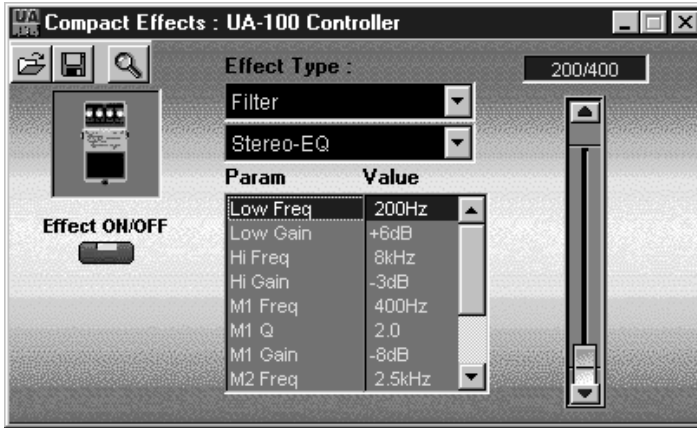 Compact Effects : UA-100 Controller
Effect Type :
200/400
Filter
Stereo-EQ
Param Value
Low Freq 200Hz
Low Gain +6dB
Hi Freq 8kHz
Hi Gain -3dB
M1 Freq 400Hz
M1 Q 2.0
M1 Gain -8dB
M2 Freq 2.5kHz
Effect ON/OFF